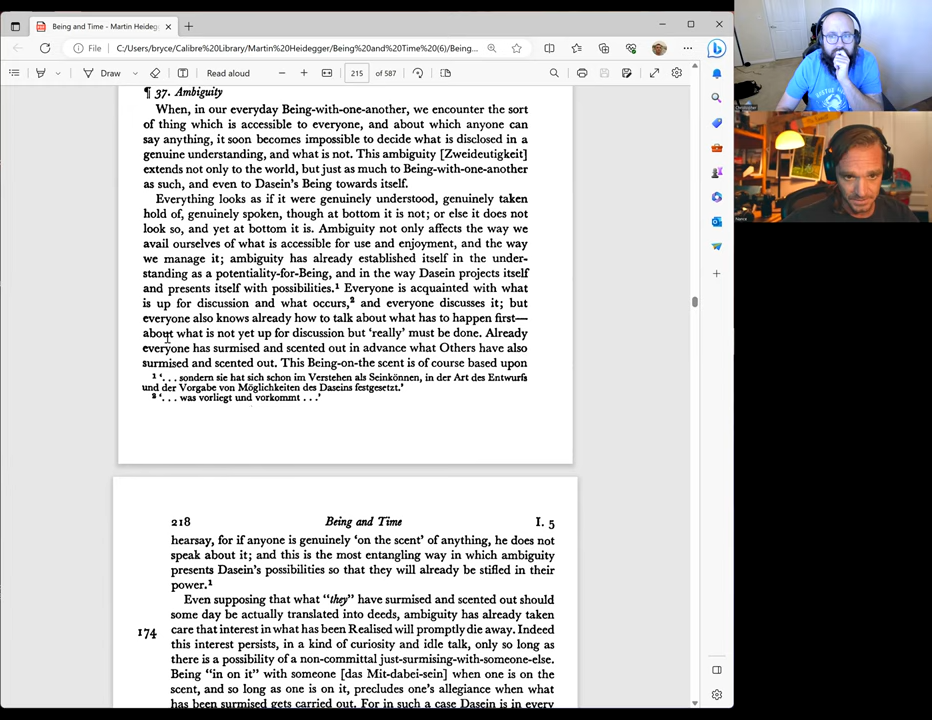 Being and Time - Martin Heideg
File
C:/Users/bryce/Calibre%20Library/Martin%20Heidegger/Being%20and%20Time%20(6)/Being...
Draw
Read aloud
215 of 587
¶ 37. Ambiguity
When, in our everyday Being-with-one-another, we encounter the sort
of thing which is accessible to everyone, and about which anyone can
say anything, it soon becomes impossible to decide what is disclosed in a
genuine understanding, and what is not. This ambiguity [Zweideutigkeit]
extends not only to the world, but just as much to Being-with-one-another
as such, and even to Dasein's Being towards itself.
Everything looks as if it were genuinely understood, genuinely taken
hold of, genuinely spoken, though at bottom it is not; or else it does not
look so, and yet at bottom it is. Ambiguity not only affects the way we
avail ourselves of what is accessible for use and enjoyment, and the way
we manage it; ambiguity has already established itself in the under-
standing as a potentiality-for-Being, and in the way Dasein projects itself
and presents itself with possibilities.¹ Everyone is acquainted with what
is up for discussion and what occurs,² and everyone discusses it; but
everyone also knows already how to talk about what has to happen first—
about what is not yet up for discussion but 'really' must be done. Already
everyone has surmised and scented out in advance what Others have also
surmised and scented out. This Being-on-the scent is of course based upon
¹ '. . . sondern sie hat sich schon im Verstehen als Seinkönnen, in der Art des Entwurfs
und der Vorgabe von Möglichkeiten des Daseins festgesetzt.'
² '. . . was vorliegt und vorkommt . . .'
218 Being and Time I. 5
hearsay, for if anyone is genuinely 'on the scent' of anything, he does not
speak about it; and this is the most entangling way in which ambiguity
presents Dasein's possibilities so that they will already be stifled in their
power.¹
Even supposing that what "they" have surmised and scented out should
some day be actually translated into deeds, ambiguity has already taken
174 care that interest in what has been Realised will promptly die away. Indeed
this interest persists, in a kind of curiosity and idle talk, only so long as
there is a possibility of a non-committal just-surmising-with-someone-else.
Being "in on it" with someone [das Mit-dabei-sein] when one is on the
scent, and so long as one is on it, precludes one's allegiance when what
has been surmised gets carried out. For in such a case Dasein is in every